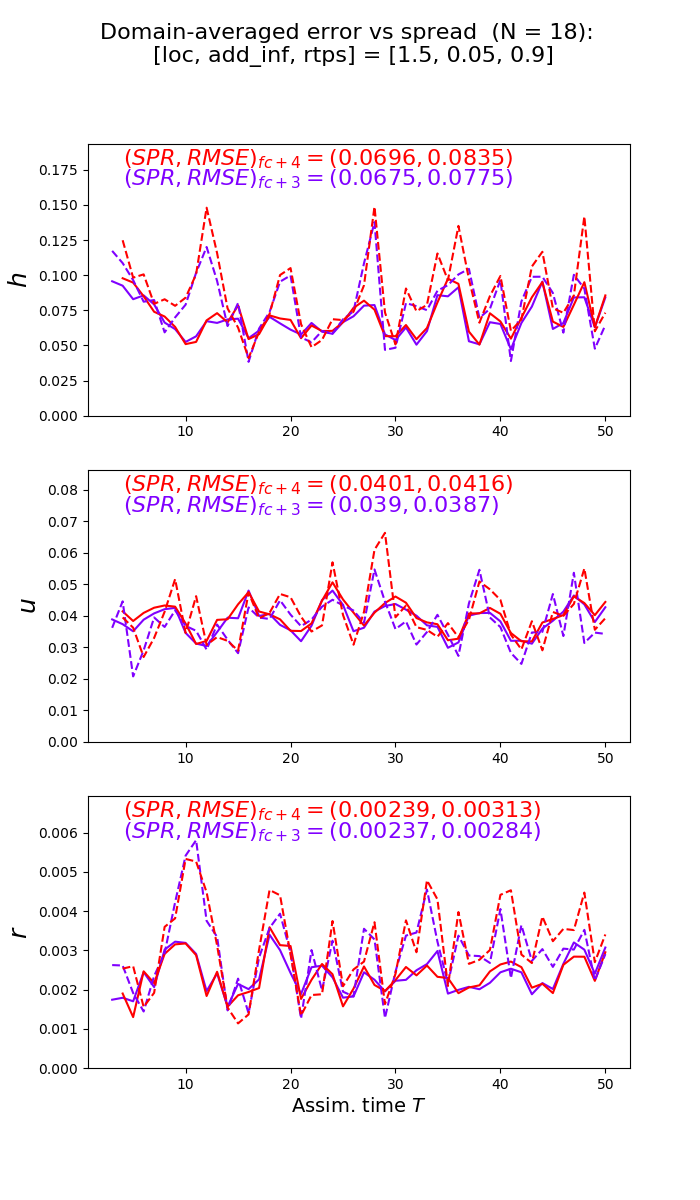 Domain-averaged error vs spread (N = 18):
[loc, add_inf, rtps] = [1.5, 0.05, 0.9]
(SPR, RMSE)fc+4 = (0.0696, 0.0835)
(SPR, RMSE)fc+3 = (0.0675, 0.0775)
0.175
0.150
0.125
0.100
0.075
0.050
0.025
0.000
h
10 20 30 40 50
(SPR, RMSE)fc+4 = (0.0401, 0.0416)
(SPR, RMSE)fc+3 = (0.039, 0.0387)
0.08
0.07
0.06
0.05
0.04
0.03
0.02
0.01
0.00
u
10 20 30 40 50
(SPR, RMSE)fc+4 = (0.00239, 0.00313)
(SPR, RMSE)fc+3 = (0.00237, 0.00284)
0.006
0.005
0.004
0.003
0.002
0.001
0.000
r
10 20 30 40 50
Assim. time T